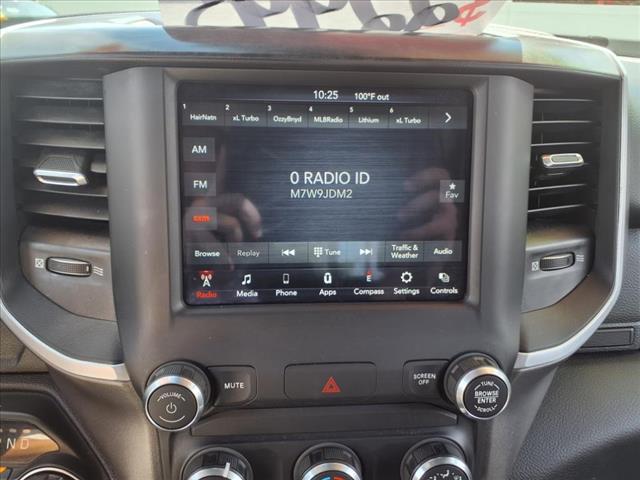 10:25 100°F out
1 HairNatn 2 xL Turbo 3 OzzyBnyd 4 MLBRadio 5 Lithium 6 xL Turbo
AM
0 RADIO ID
FM
M7W9JDM2
Fav
sxm
Browse Replay Tune Traffic & Weather Audio
A E
Radio Media Phone Apps Compass Settings Controls
VOLUME MUTE SCREEN OFF TUNE BROWSE ENTER SCROLL
N D